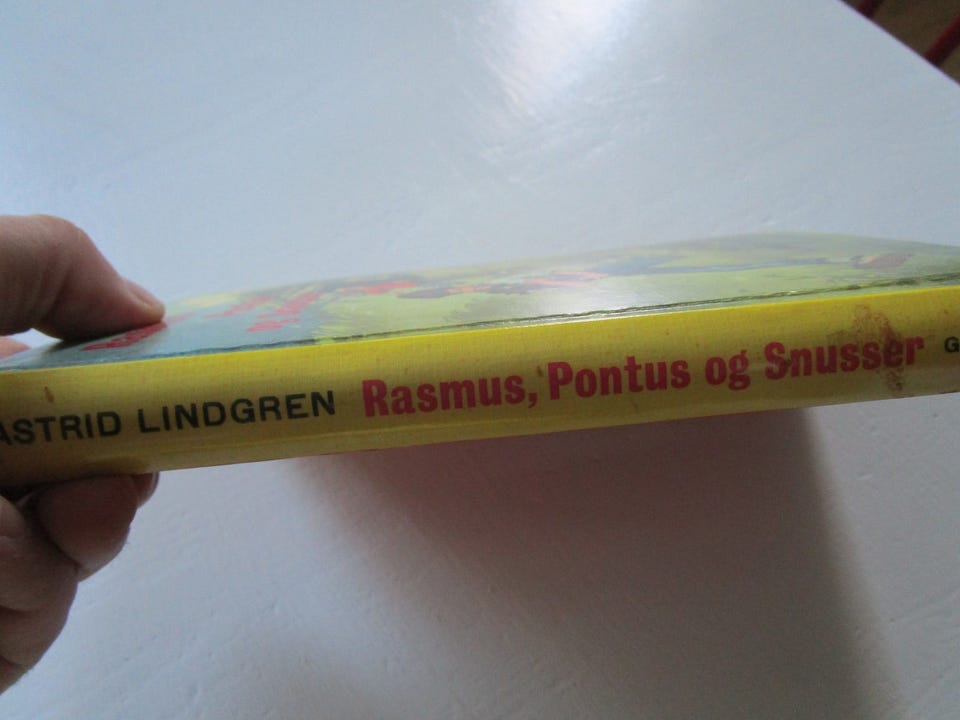 ASTRID LINDGREN Rasmus, Pontus og Snusser